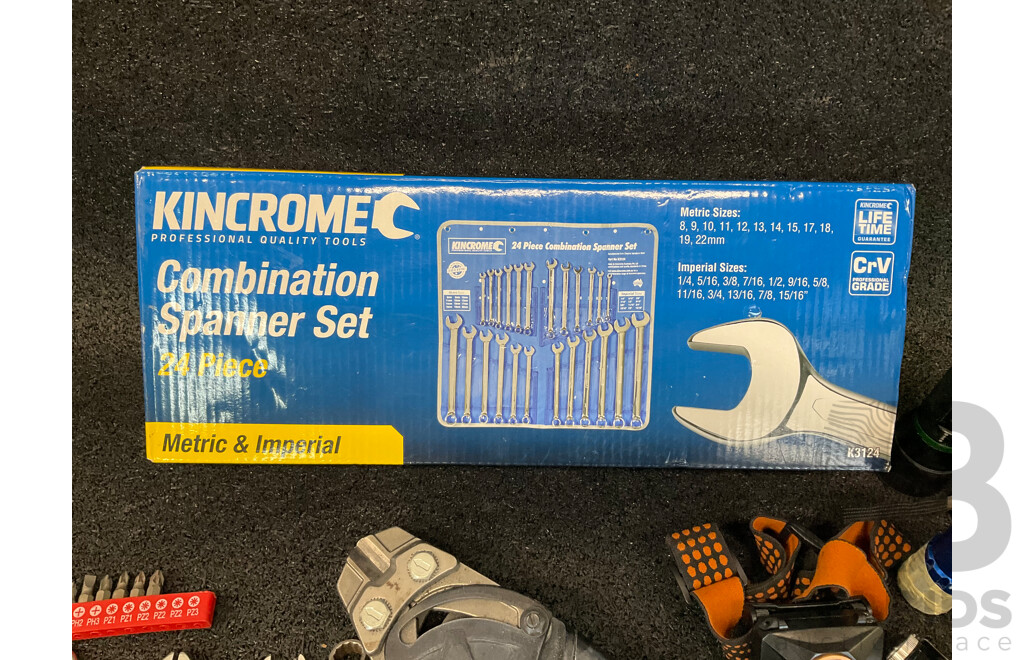 KINCROME
PROFESSIONAL QUALITY TOOLS
Combination
Spanner Set
24 Piece
Metric & Imperial
KINCROME
24 Piece Combination Spanner Set
Metric Sizes:
8, 9, 10, 11, 12, 13, 14, 15, 17, 18,
19, 22mm
Imperial Sizes:
1/4, 5/16, 3/8, 7/16, 1/2, 9/16, 5/8,
11/16, 3/4, 13/16, 7/8, 15/16"
KINCROME
LIFE
TIME
GUARANTEE
CrV
PROFESSIONAL
GRADE
K3124
PH2 PH3 PZ1 PZ1 PZ2 PZ2 PZ2 PZ3